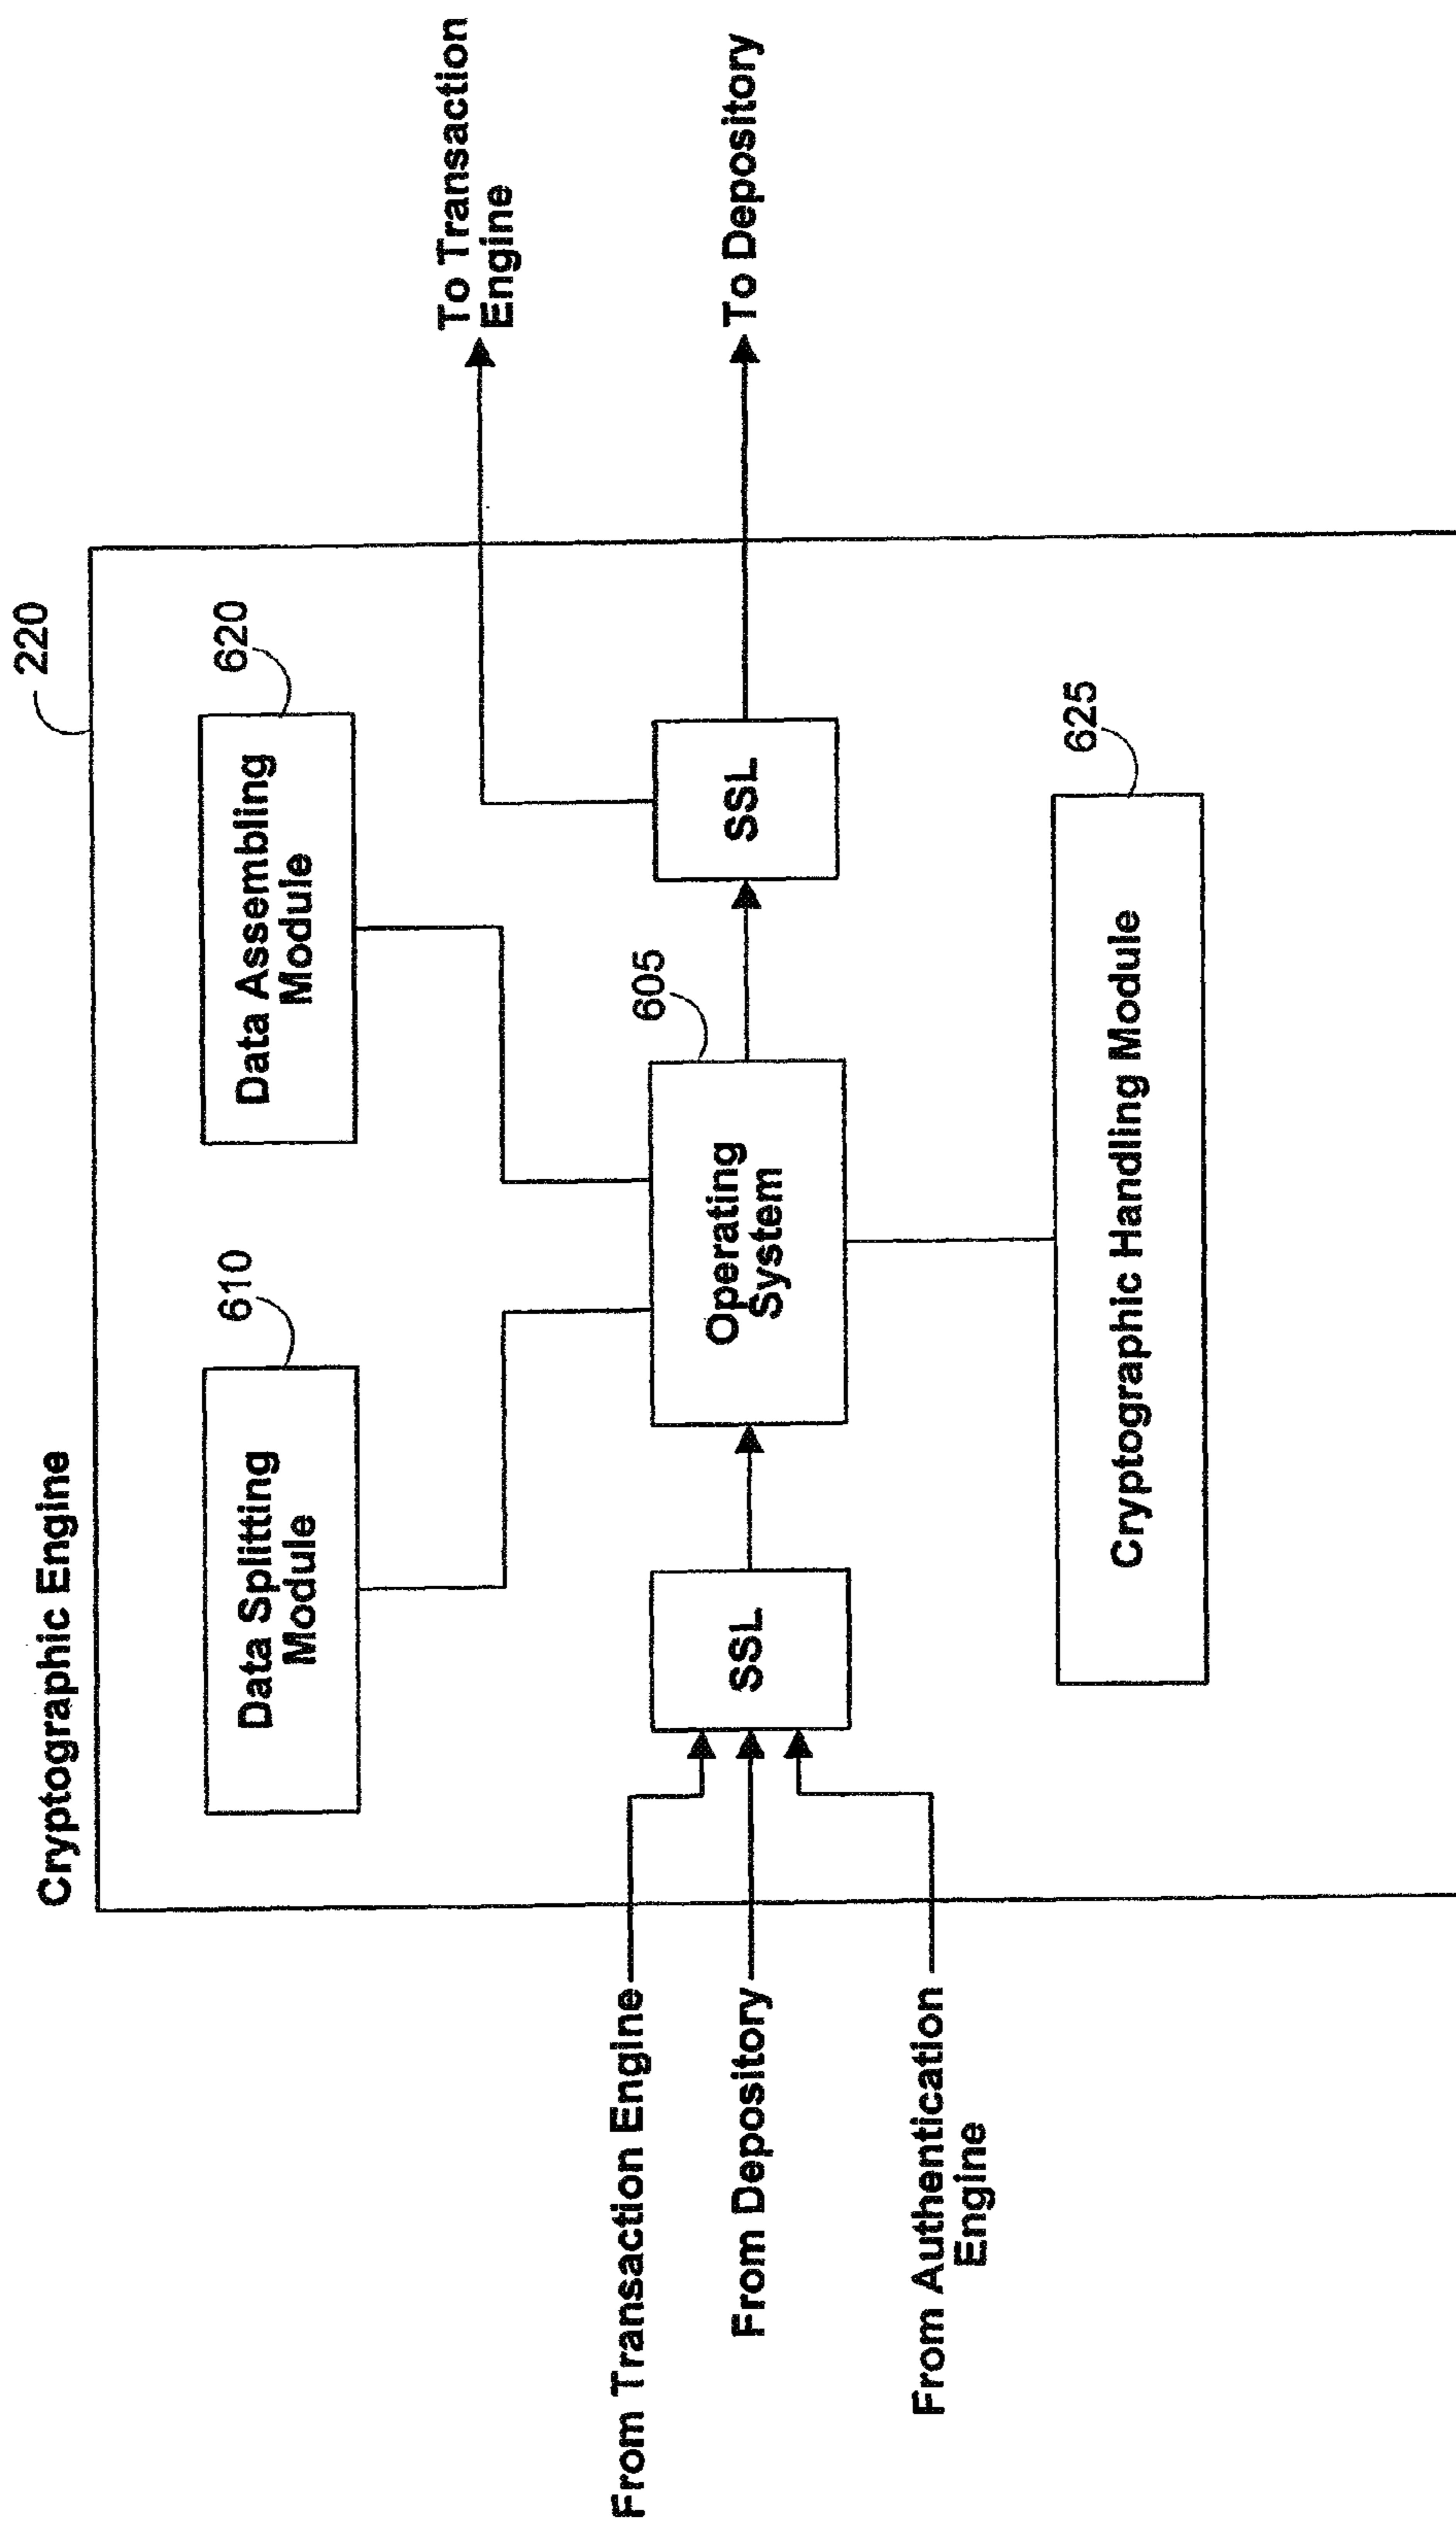 Cryptographic Engine
220
Data Splitting
Module
610
Data Assembling
Module
620
To Transaction
Engine
From Transaction Engine
From Depository
From Authentication
Engine
SSL
Operating
System
605
SSL
To Depository
Cryptographic Handling Module
625